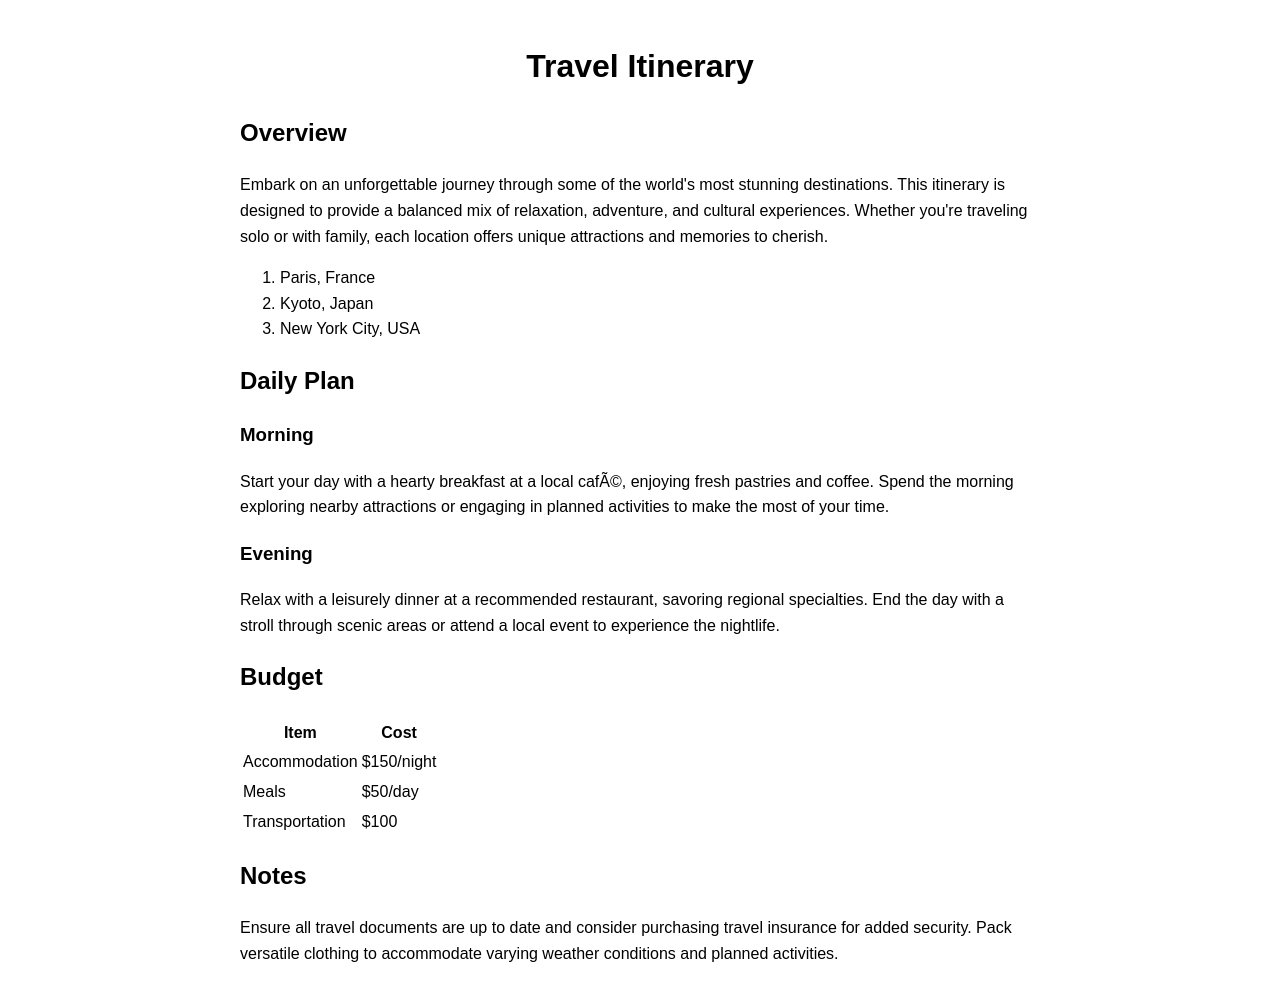 Travel Itinerary
Overview
Embark on an unforgettable journey through some of the world's most stunning destinations. This itinerary is
designed to provide a balanced mix of relaxation, adventure, and cultural experiences. Whether you're traveling
solo or with family, each location offers unique attractions and memories to cherish.
1. Paris, France
2. Kyoto, Japan
3. New York City, USA
Daily Plan
Morning
Start your day with a hearty breakfast at a local cafÃ©, enjoying fresh pastries and coffee. Spend the morning
exploring nearby attractions or engaging in planned activities to make the most of your time.
Evening
Relax with a leisurely dinner at a recommended restaurant, savoring regional specialties. End the day with a
stroll through scenic areas or attend a local event to experience the nightlife.
Budget
Item Cost
Accommodation $150/night
Meals $50/day
Transportation $100
Notes
Ensure all travel documents are up to date and consider purchasing travel insurance for added security. Pack
versatile clothing to accommodate varying weather conditions and planned activities.